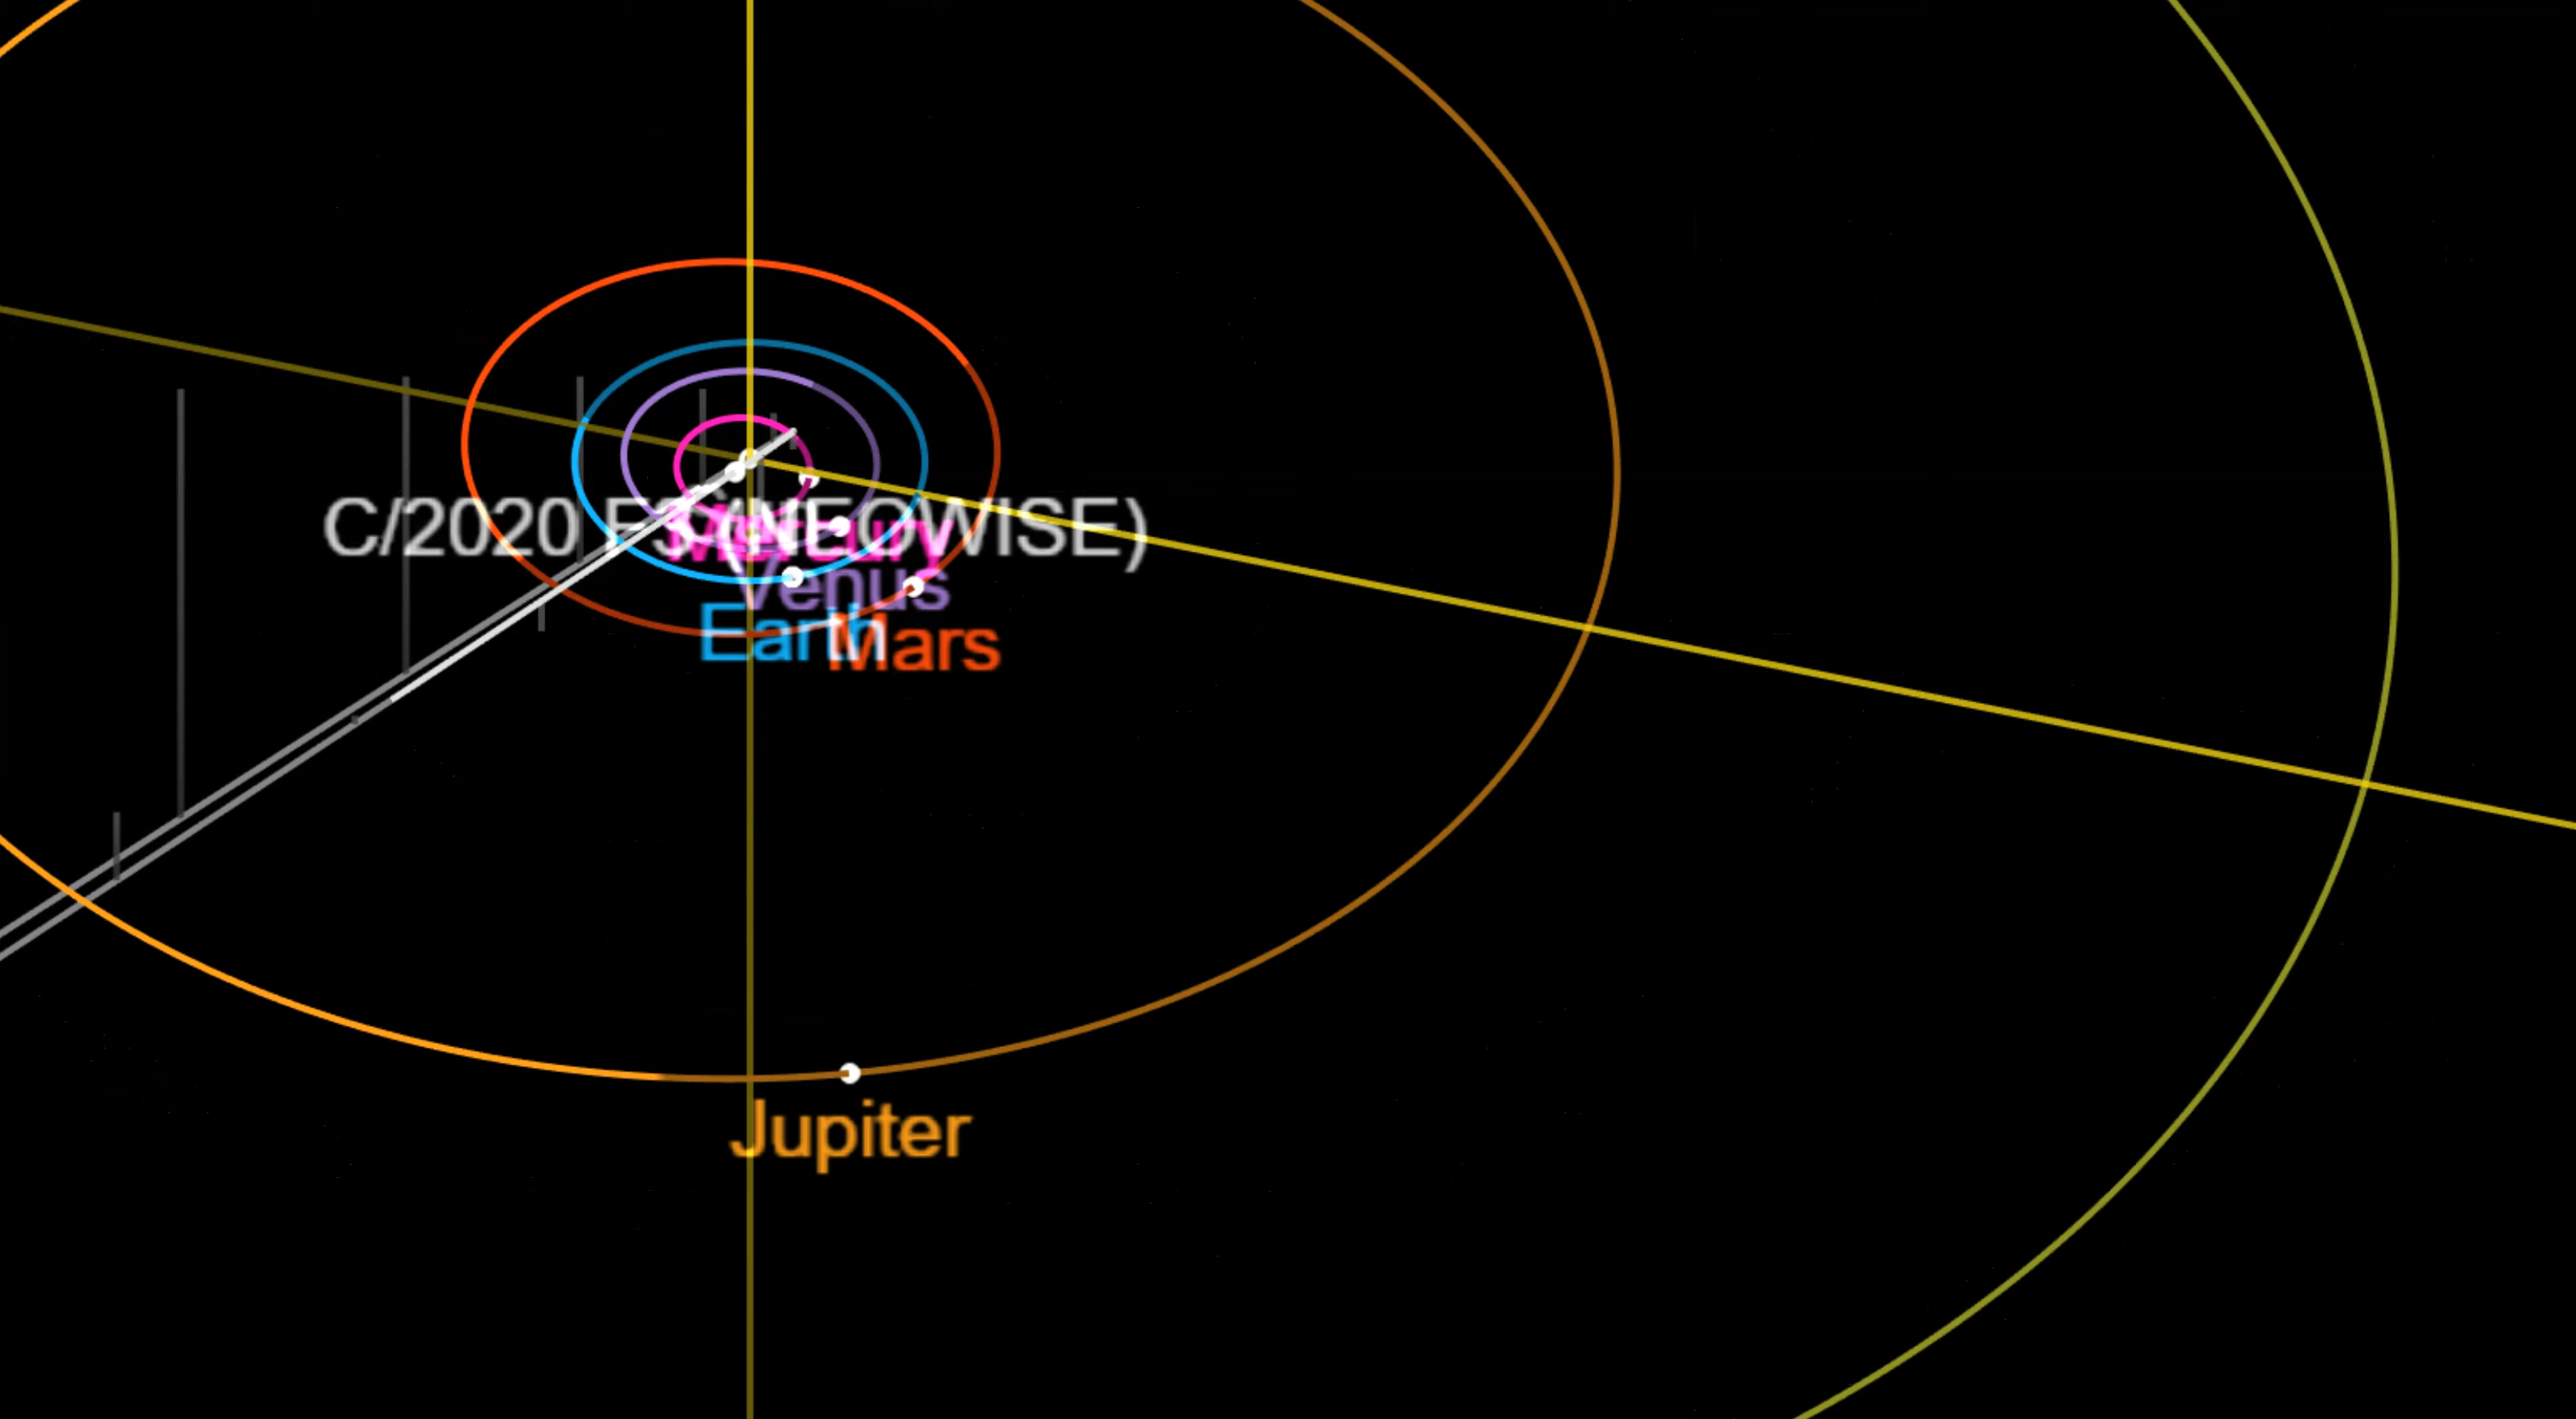 C/2020 F3 (NEOWISE)
Mercury
Venus
Earth
Mars
Jupiter